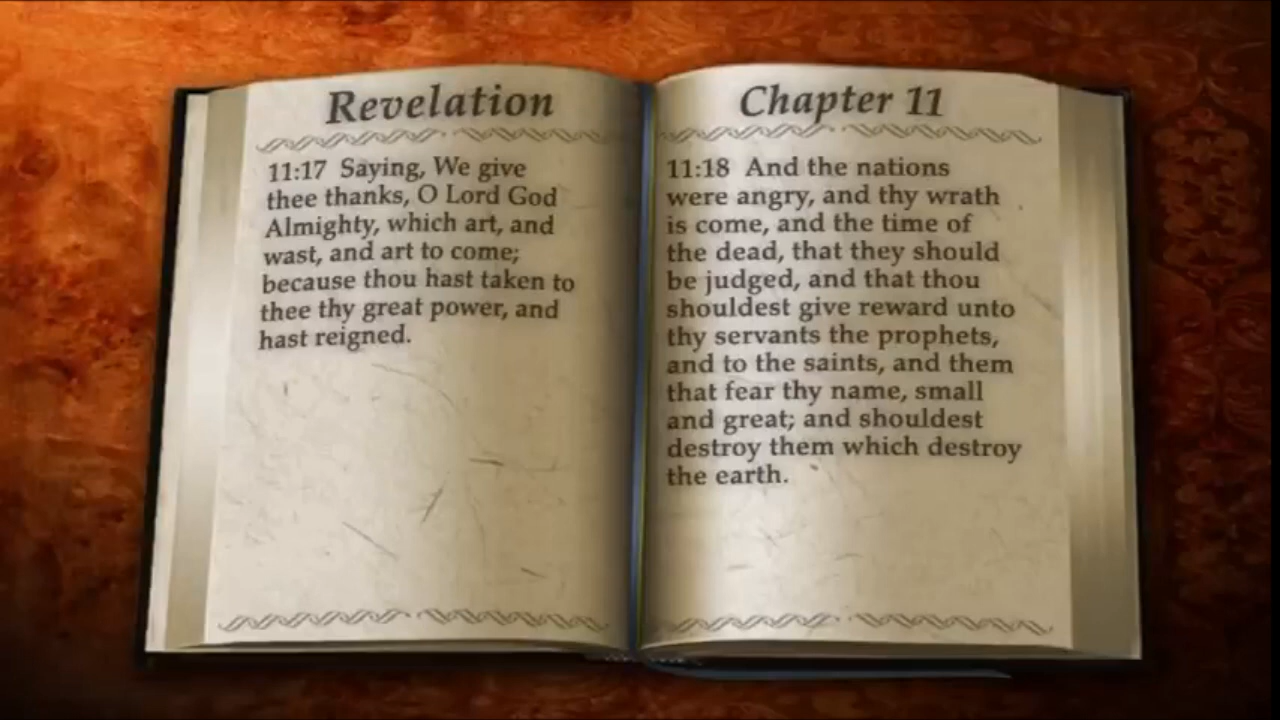 Revelation
11:17 Saying, We give
thee thanks, O Lord God
Almighty, which art, and
wast, and art to come;
because thou hast taken to
thee thy great power, and
hast reigned.
Chapter 11
11:18 And the nations
were angry, and thy wrath
is come, and the time of
the dead, that they should
be judged, and that thou
shouldest give reward unto
thy servants the prophets,
and to the saints, and them
that fear thy name, small
and great; and shouldest
destroy them which destroy
the earth.